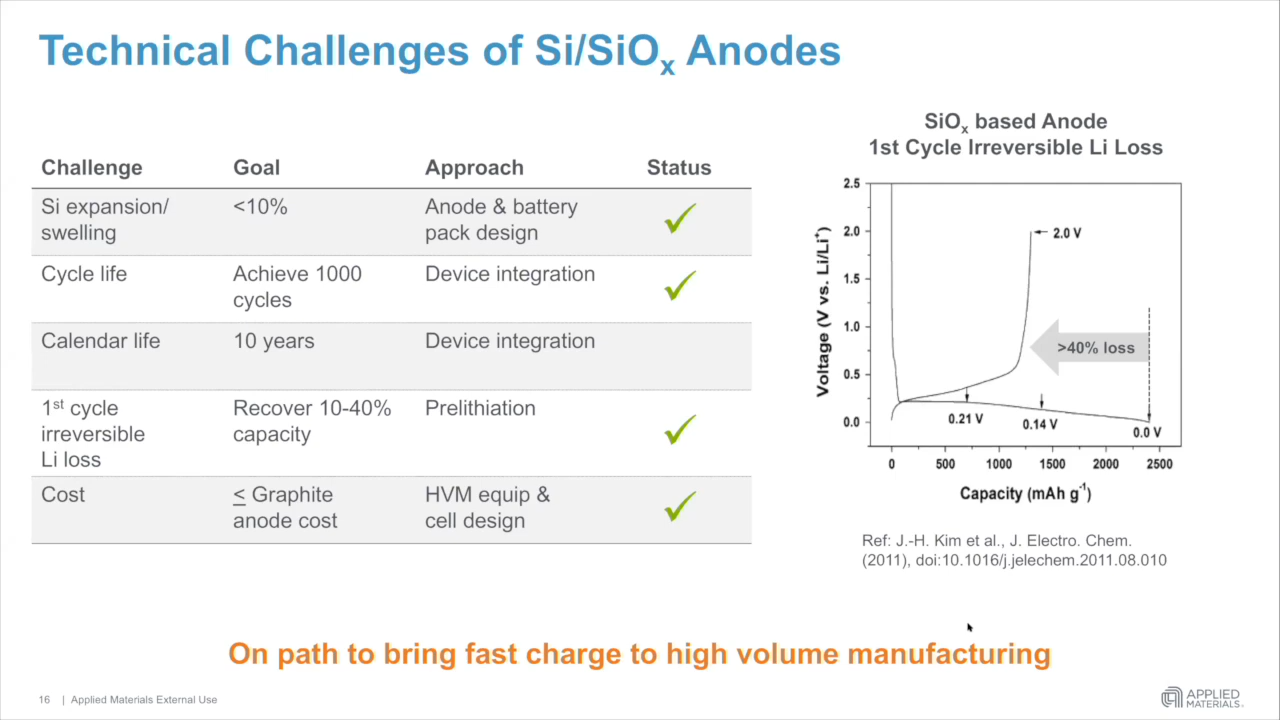 Technical Challenges of Si/SiOx Anodes
Challenge Goal Approach Status
Si expansion/ swelling <10% Anode & battery pack design ✓
Cycle life Achieve 1000 cycles Device integration ✓
Calendar life 10 years Device integration
1st cycle irreversible Li loss Recover 10-40% capacity Prelithiation ✓
Cost ≤ Graphite anode cost HVM equip & cell design ✓
SiOx based Anode
1st Cycle Irreversible Li Loss
Voltage (V vs. Li/Li+)
2.5
2.0
1.5
1.0
0.5
0.0
2.0 V
>40% loss
0.21 V
0.14 V
0.0 V
0 500 1000 1500 2000 2500
Capacity (mAh g-1)
Ref: J.-H. Kim et al., J. Electro. Chem.
(2011), doi:10.1016/j.jelechem.2011.08.010
On path to bring fast charge to high volume manufacturing
16 | Applied Materials External Use
APPLIED
MATERIALS